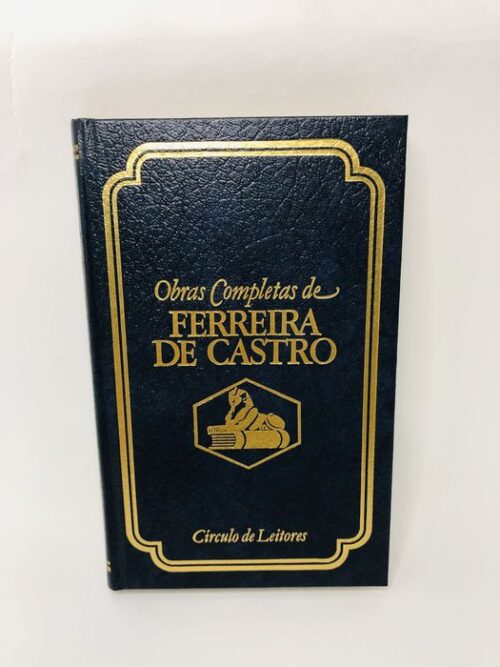 Obras Completas de
FERREIRA
DE CASTRO
Círculo de Leitores